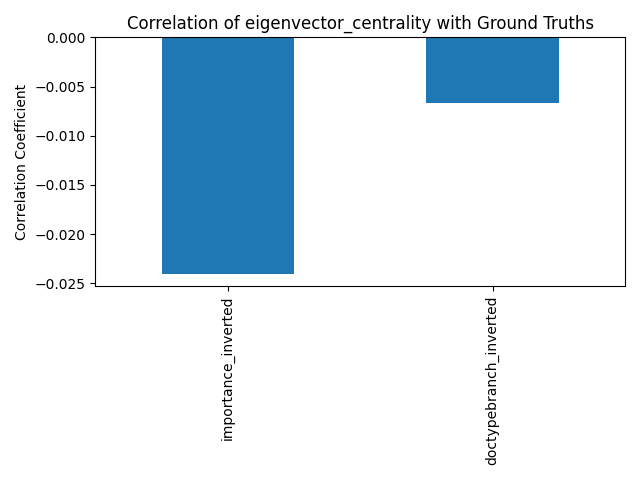 Correlation of eigenvector_centrality with Ground Truths
0.000
−0.005
−0.010
−0.015
−0.020
−0.025
Correlation Coefficient
importance_inverted
doctypebranch_inverted